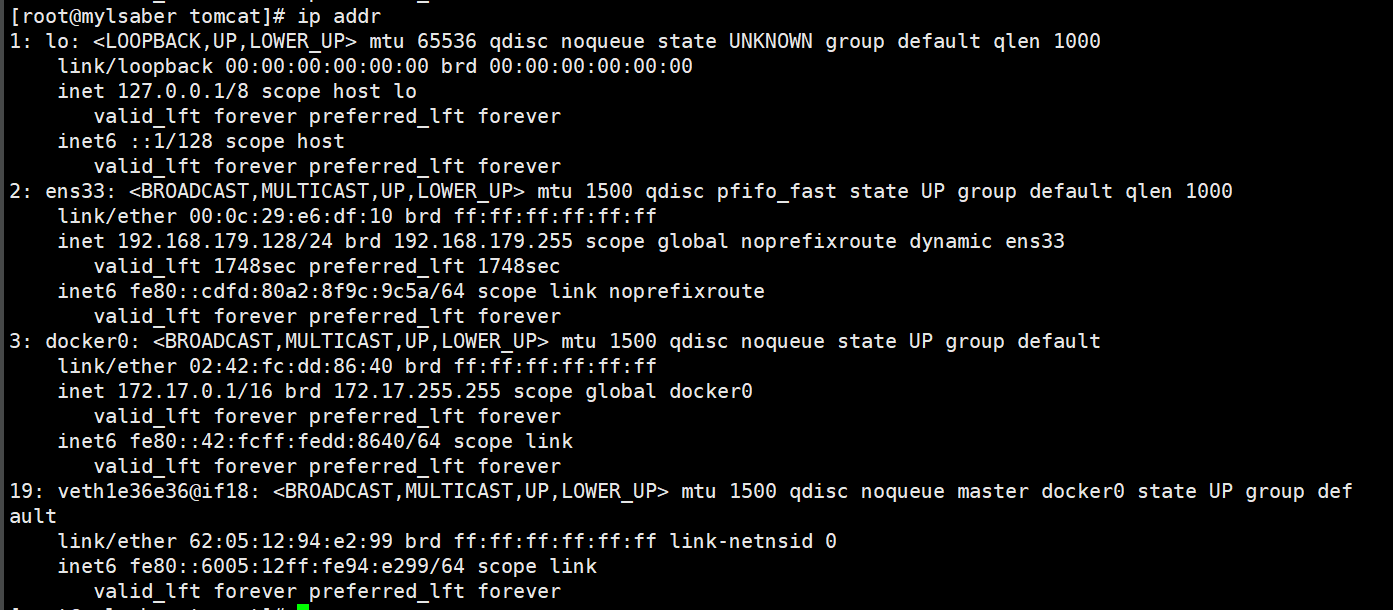 [root@mylsaber tomcat]# ip addr
1: lo: <LOOPBACK,UP,LOWER_UP> mtu 65536 qdisc noqueue state UNKNOWN group default qlen 1000
    link/loopback 00:00:00:00:00:00 brd 00:00:00:00:00:00
    inet 127.0.0.1/8 scope host lo
       valid_lft forever preferred_lft forever
    inet6 ::1/128 scope host
       valid_lft forever preferred_lft forever
2: ens33: <BROADCAST,MULTICAST,UP,LOWER_UP> mtu 1500 qdisc pfifo_fast state UP group default qlen 1000
    link/ether 00:0c:29:e6:df:10 brd ff:ff:ff:ff:ff:ff
    inet 192.168.179.128/24 brd 192.168.179.255 scope global noprefixroute dynamic ens33
       valid_lft 1748sec preferred_lft 1748sec
    inet6 fe80::cdfd:80a2:8f9c:9c5a/64 scope link noprefixroute
       valid_lft forever preferred_lft forever
3: docker0: <BROADCAST,MULTICAST,UP,LOWER_UP> mtu 1500 qdisc noqueue state UP group default
    link/ether 02:42:fc:dd:86:40 brd ff:ff:ff:ff:ff:ff
    inet 172.17.0.1/16 brd 172.17.255.255 scope global docker0
       valid_lft forever preferred_lft forever
    inet6 fe80::42:fcff:fedd:8640/64 scope link
       valid_lft forever preferred_lft forever
19: veth1e36e36@if18: <BROADCAST,MULTICAST,UP,LOWER_UP> mtu 1500 qdisc noqueue master docker0 state UP group def
ault
    link/ether 62:05:12:94:e2:99 brd ff:ff:ff:ff:ff:ff link-netnsid 0
    inet6 fe80::6005:12ff:fe94:e299/64 scope link
       valid_lft forever preferred_lft forever